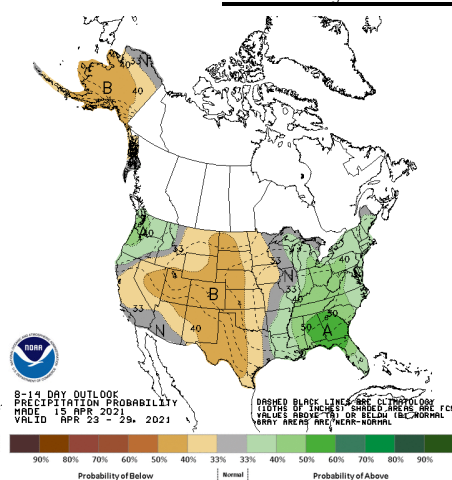 33
N
40
40
B
A
40
33
B
40
33
N
33
N
33
33
40
40
50
50
A
NOAA
8-14 DAY OUTLOOK
PRECIPITATION PROBABILITY
MADE 15 APR 2021
VALID APR 23 - 29, 2021
DASHED BLACK LINES ARE CLIMATOLOGY
(10THS OF INCHES) SHADED AREAS ARE FCST
VALUES ABOVE (A) OR BELOW (B) NORMAL
GRAY AREAS ARE NEAR-NORMAL
90% 80% 70% 60% 50% 40% 33% 33% 40% 50% 60% 70% 80% 90%
Probability of Below Normal Probability of Above